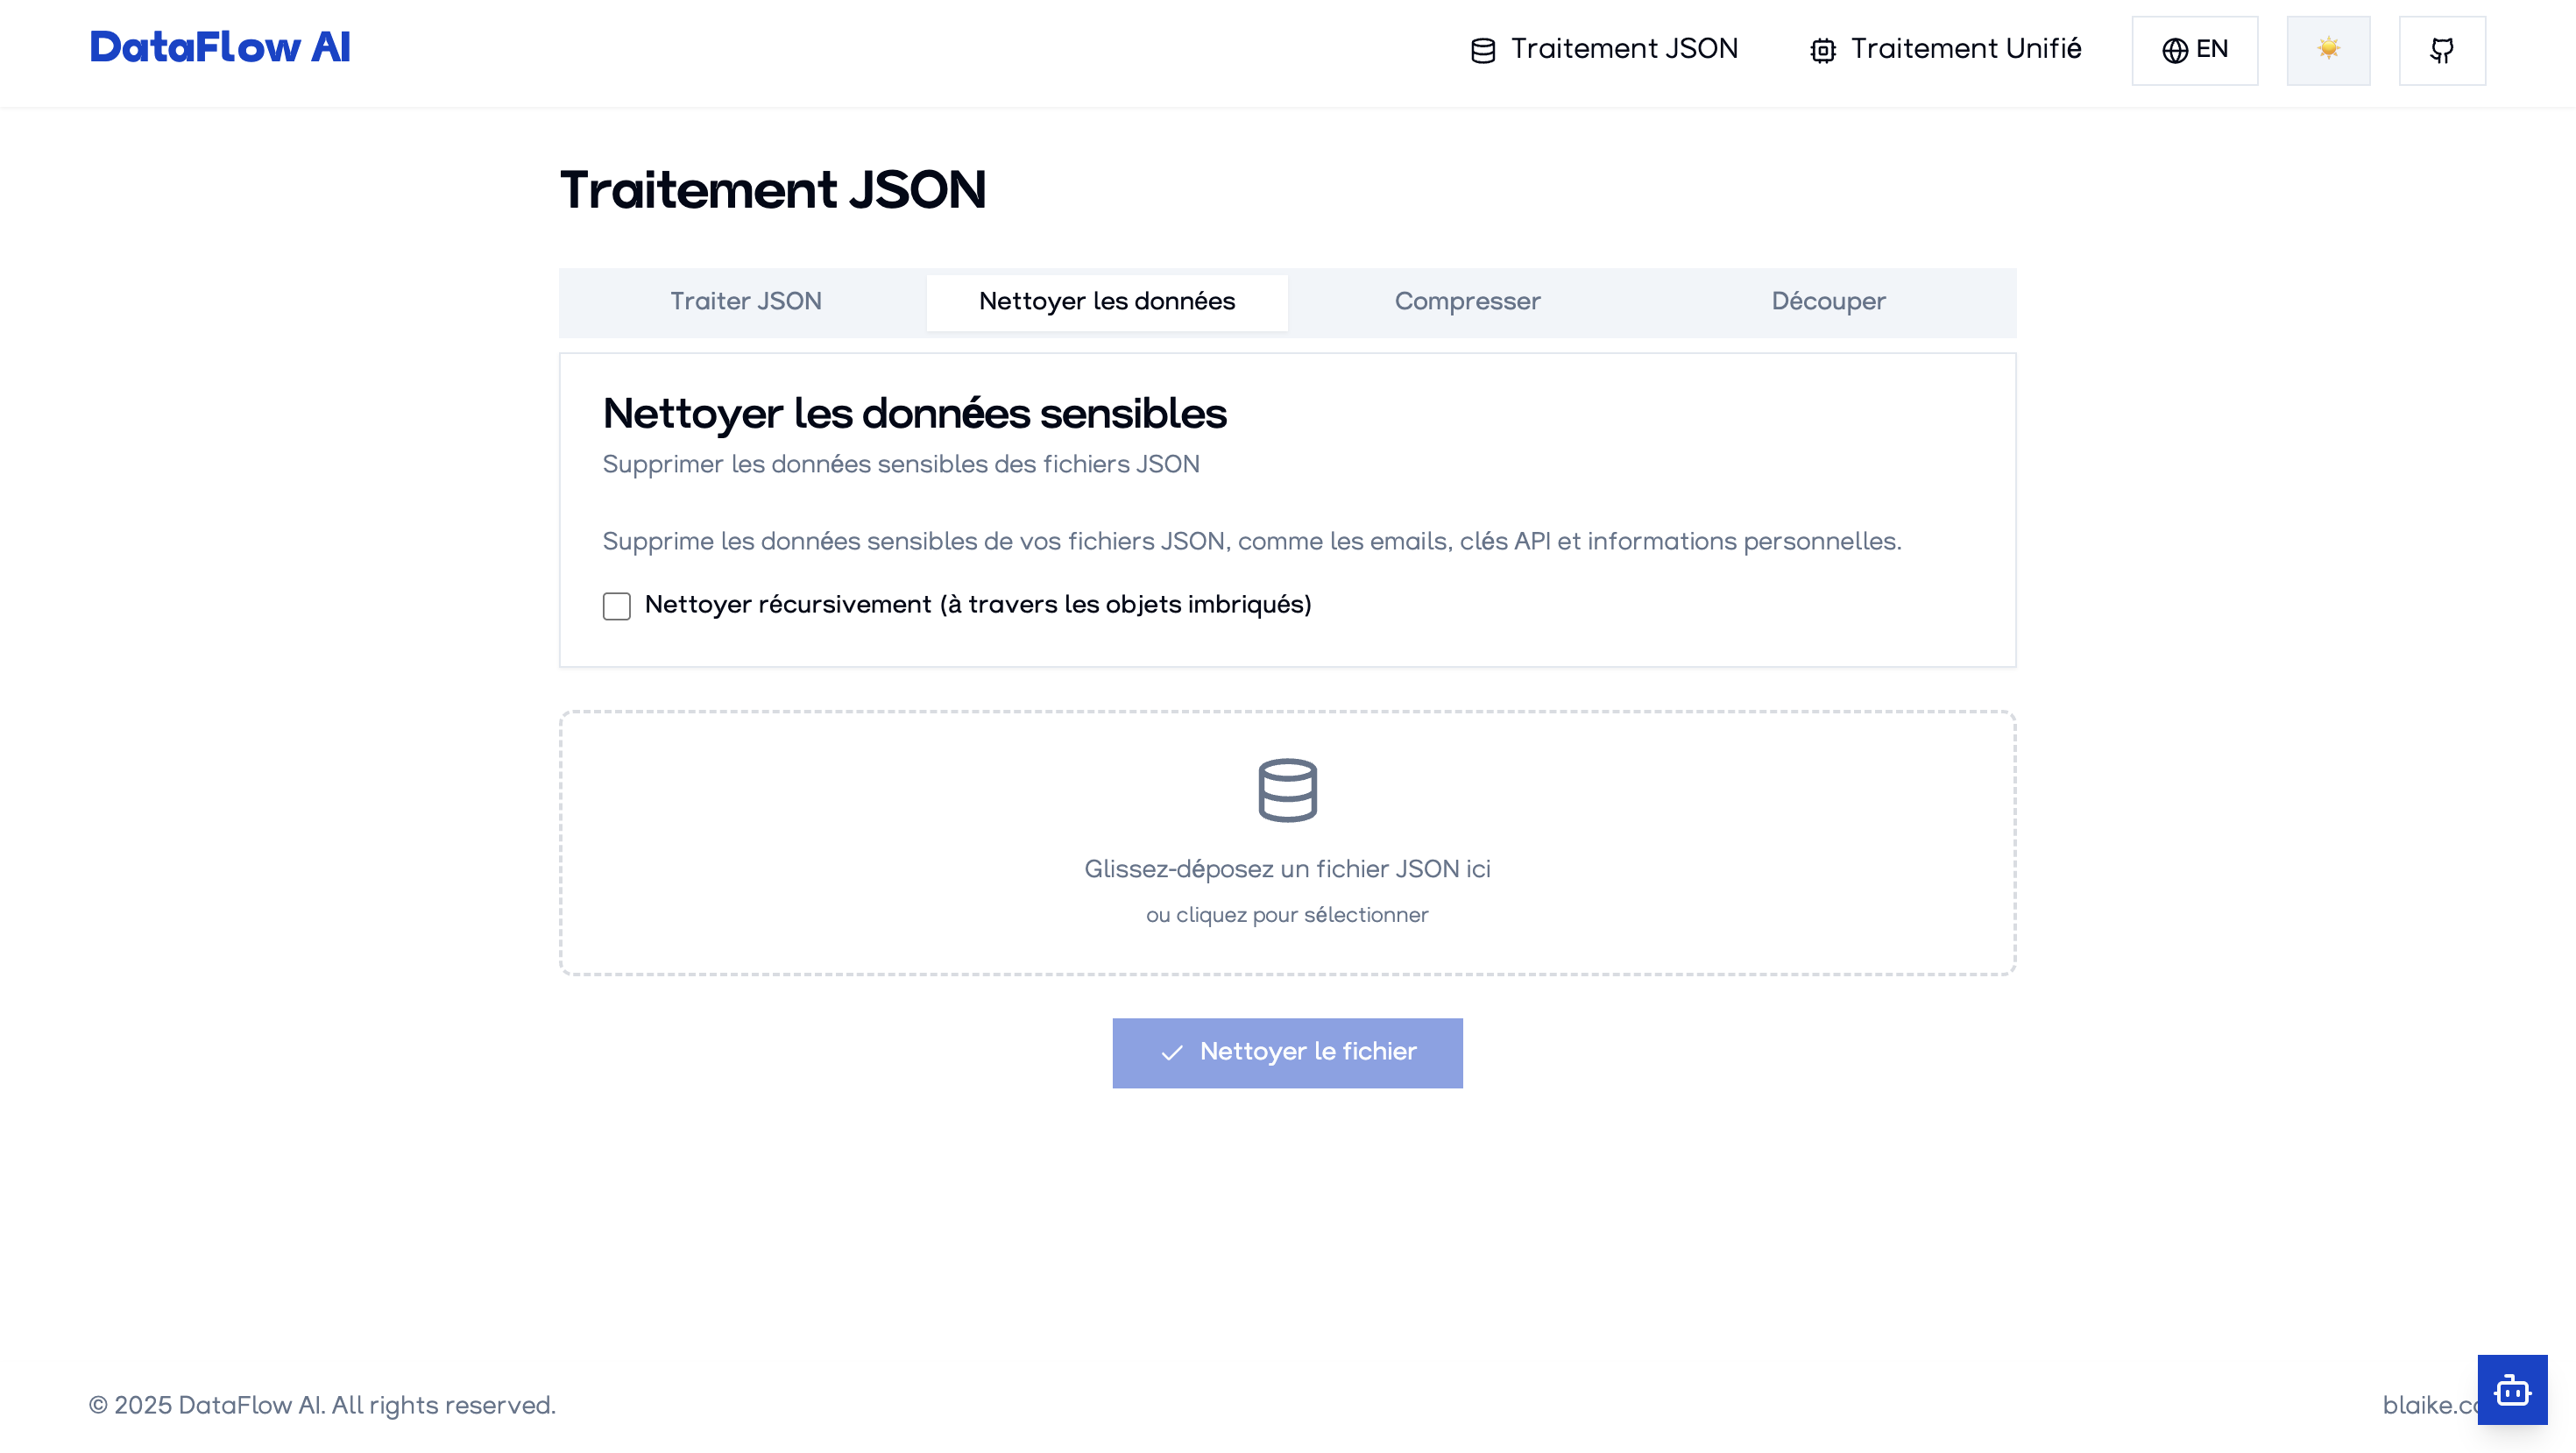 DataFlow AI
Traitement JSON
Traitement Unifié
EN
Traitement JSON
Traiter JSON
Nettoyer les données
Compresser
Découper
Nettoyer les données sensibles
Supprimer les données sensibles des fichiers JSON
Supprime les données sensibles de vos fichiers JSON, comme les emails, clés API et informations personnelles.
Nettoyer récursivement (à travers les objets imbriqués)
Glissez-déposez un fichier JSON ici
ou cliquez pour sélectionner
Nettoyer le fichier
© 2025 DataFlow AI. All rights reserved.